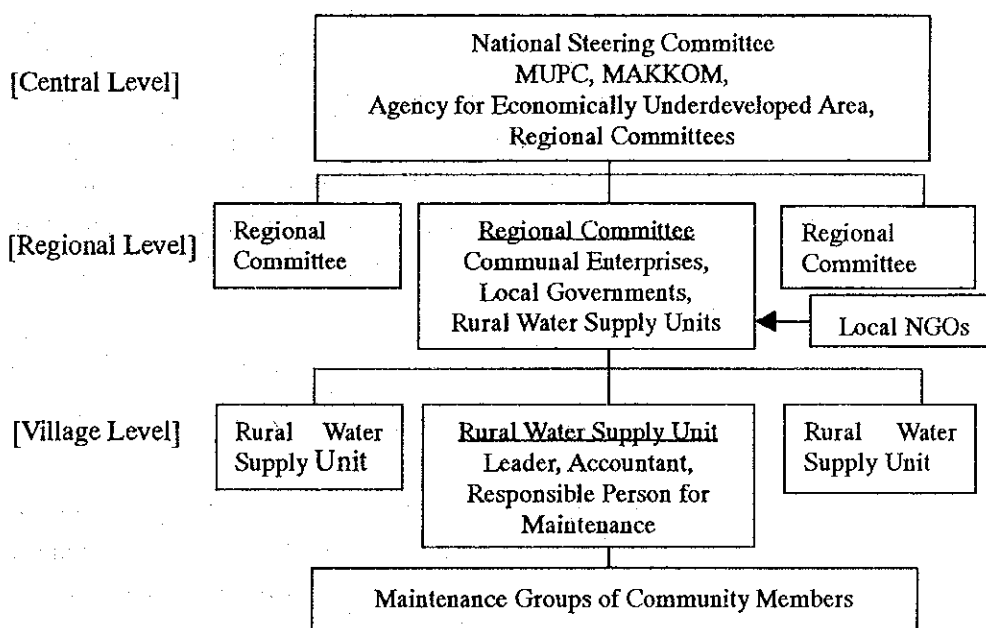 [Central Level]
National Steering Committee
MUPC, MAKKOM,
Agency for Economically Underdeveloped Area,
Regional Committees
[Regional Level]
Regional
Committee
Regional Committee
Communal Enterprises,
Local Governments,
Rural Water Supply Units
Regional
Committee
Local NGOs
[Village Level]
Rural Water
Supply Unit
Rural Water Supply Unit
Leader, Accountant,
Responsible Person for
Maintenance
Rural Water
Supply Unit
Maintenance Groups of Community Members